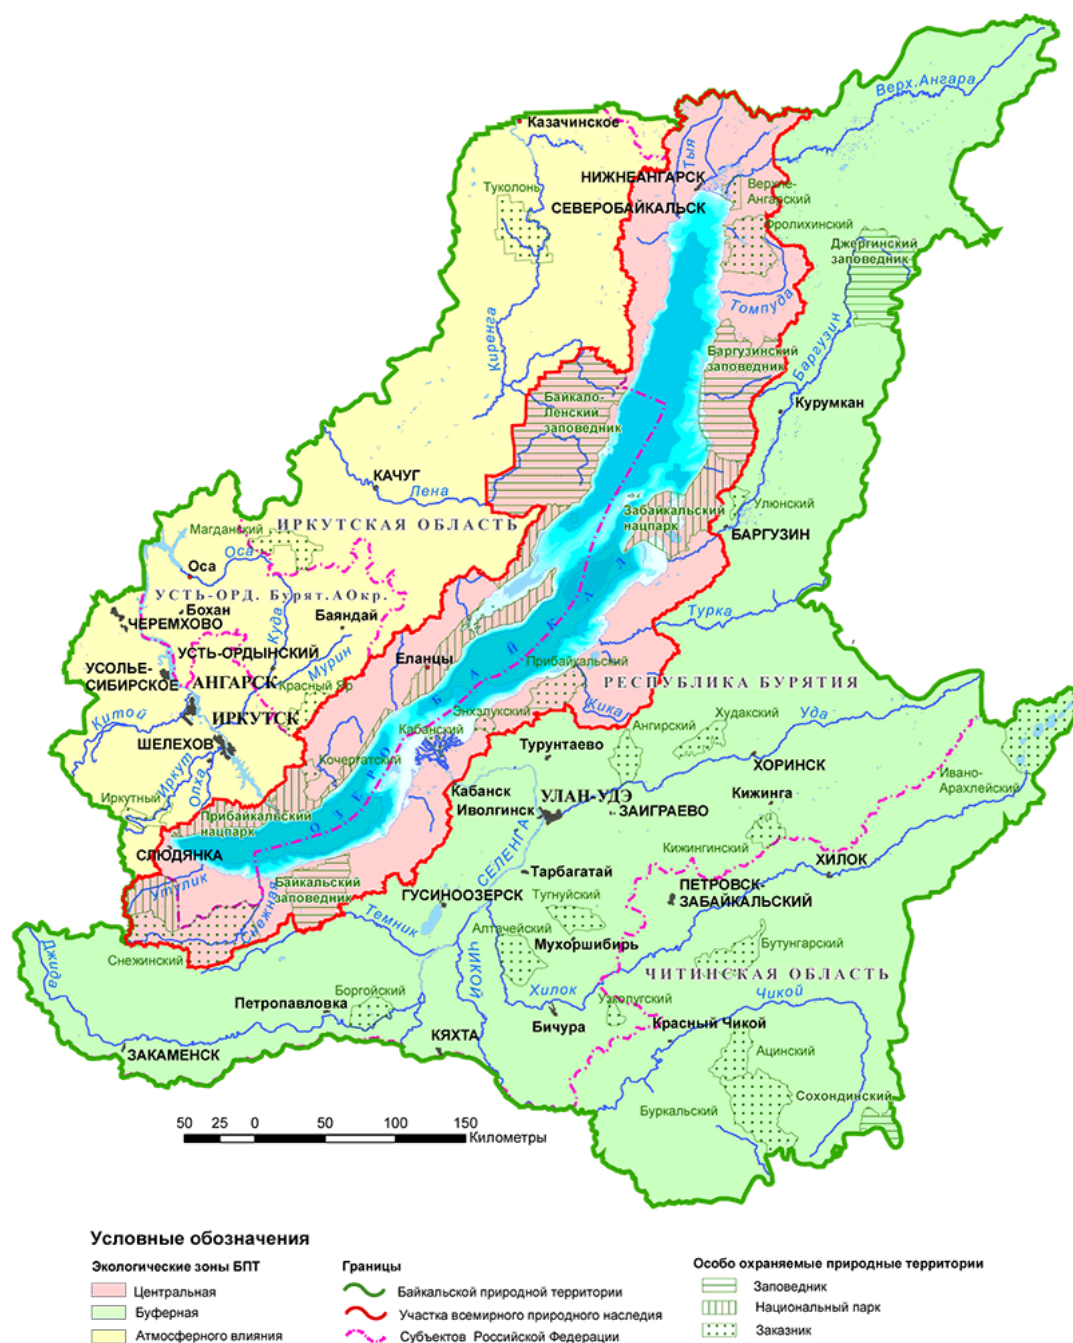 Верх.Ангара
Казачинское
Тыя
НИЖНБАНГАРСК
Верхне-
Ангарский
Туколонь
СЕВЕРОБАЙКАЛЬСК
Фролихинский
Джергинский
заповедник
Томпуда
Киренга
Баргузин
Баргузинский
заповедник
Байкало-
Ленский
заповедник
Курумкан
КАЧУГ
Лена
Улюнский
Забайкальский
нацпарк
БАРГУЗИН
ИРКУТСКАЯ ОБЛАСТЬ
Магданский
Оса
Оса
УСТЬ-ОРД. Бурят.АОкр.
Бохан
ЧЕРЕМХОВО
Куда
Баяндай
Турка
УСТЬ-ОРДЫНСКИЙ
Мурин
Еланцы
Прибайкальский
УСОЛЬЕ-
СИБИРСКОЕ
АНГАРСК
Красный Яр
РЕСПУБЛИКА БУРЯТИЯ
Китой
ИРКУТСК
Энхэлукский
Кика
Худакский
Уда
Ангирский
Кабанский
ШЕЛЕХОВ
Кочергатский
Турунтаево
ХОРИНСК
Иркут
Олха
Иркутный
ОЗЕРО БАЙКАЛ
Кабанск
Иволгинск
УЛАН-УДЭ
ЗАИГРАЕВО
Кижинга
Ивано-
Арахлейский
Прибайкальский
нацпарк
СЛЮДЯНКА
Кижингинский
ХИЛОК
Утулик
Снежная
Байкальский
заповедник
СЕЛЕНГА
Тарбагатай
ГУСИНООЗЕРСК
Тугнуйский
ПЕТРОВСК-
ЗАБАЙКАЛЬСКИЙ
Темник
Алтачейский
Мухоршибирь
Бутунгарский
Джида
Снежинский
ЧИКОЙ
ЧИТИНСКАЯ ОБЛАСТЬ
Боргойский
Петропавловка
Хилок
Чикой
Бичура
Красный Чикой
КЯХТА
ЗАКАМЕНСК
Ацинский
Буркальский
Сохондинский
50 25 0 50 100 150
Километры
Условные обозначения
Экологические зоны БПТ
Центральная
Буферная
Атмосферного влияния
Границы
Байкальской природной территории
Участка всемирного природного наследия
Субъектов Российской Федерации
Особо охраняемые природные территории
Заповедник
Национальный парк
Заказник